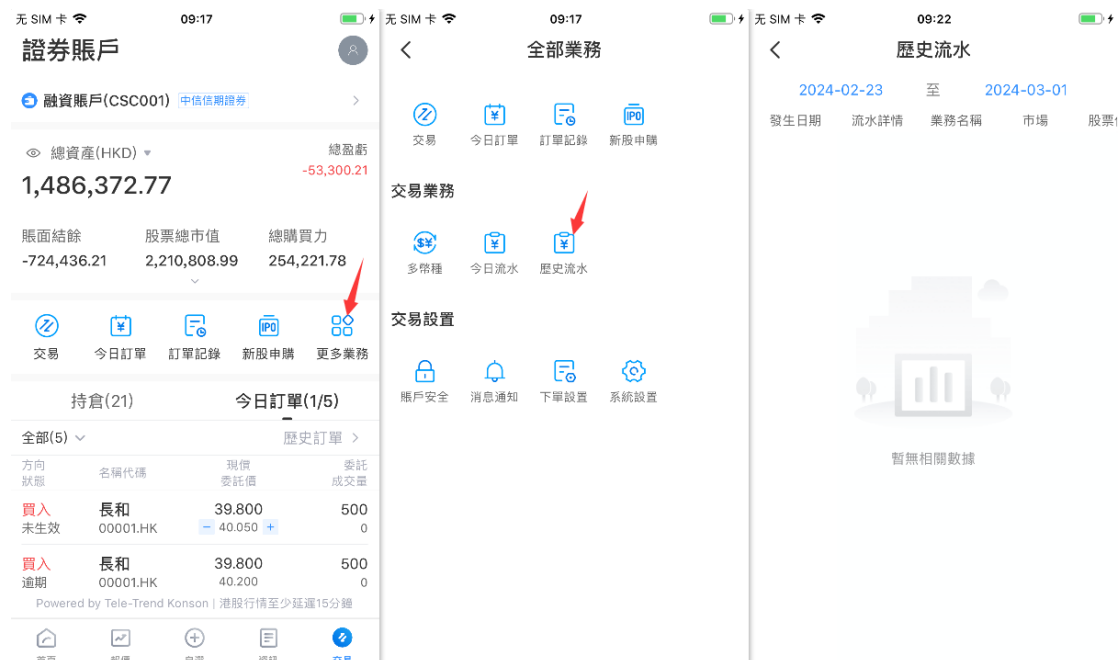 无 SIM 卡
09:17
證券賬戶
融資賬戶(CSC001) 中信信期證券
總資產(HKD)
總盈虧
1,486,372.77
-53,300.21
賬面結餘 股票總市值 總購買力
-724,436.21 2,210,808.99 254,221.78
交易 今日訂單 訂單記錄 IPO 新股申購 更多業務
持倉(21) 今日訂單(1/5)
全部(5) 歷史訂單
方向 名稱代碼 現價 委託
狀態 委託價 成交量
買入 長和 39.800 500
未生效 00001.HK − 40.050 + 0
買入 長和 39.800 500
逾期 00001.HK 40.200 0
Powered by Tele-Trend Konson | 港股行情至少延遲15分鐘
无 SIM 卡
09:17
全部業務
交易 今日訂單 訂單記錄 IPO 新股申購
交易業務
多幣種 今日流水 歷史流水
交易設置
賬戶安全 消息通知 下單設置 系統設置
无 SIM 卡
09:22
歷史流水
2024-02-23 至 2024-03-01
發生日期 流水詳情 業務名稱 市場 股票
暫無相關數據